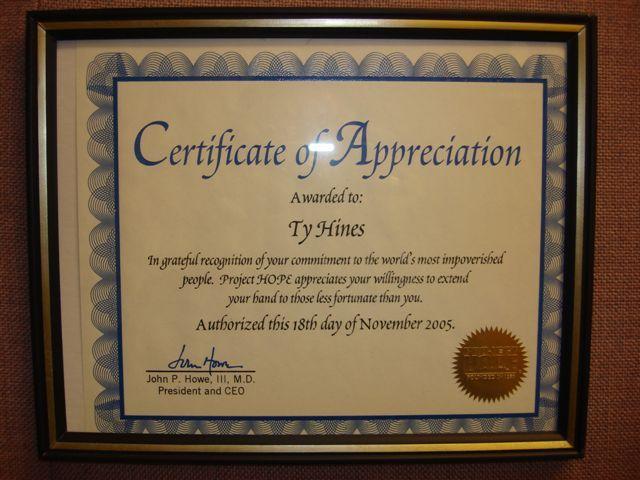 Certificate of Appreciation
Awarded to:
Ty Hines
In grateful recognition of your commitment to the world's most impoverished
people. Project HOPE appreciates your willingness to extend
your hand to those less fortunate than you.
Authorized this 18th day of November 2005.
John Howe
John P. Howe, III, M.D.
President and CEO